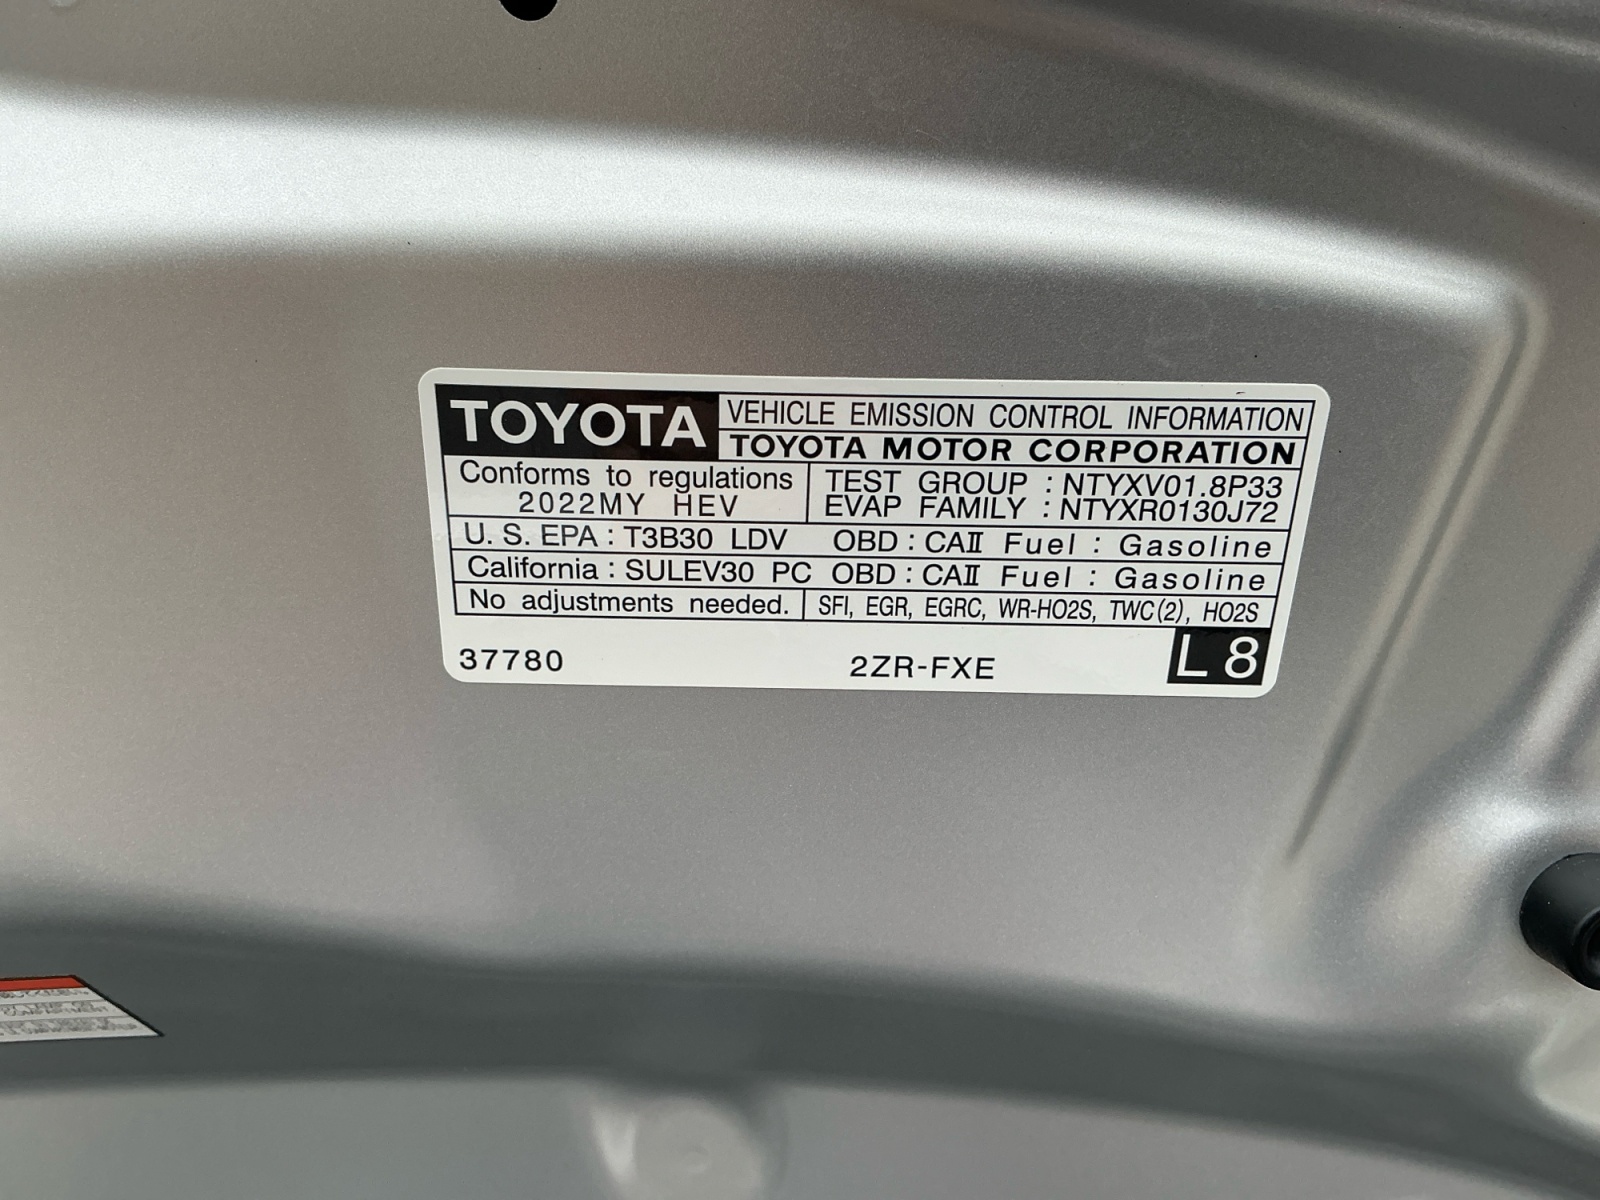 TOYOTA VEHICLE EMISSION CONTROL INFORMATION
TOYOTA MOTOR CORPORATION
Conforms to regulations
2022MY HEV
TEST GROUP : NTYXV01.8P33
EVAP FAMILY : NTYXR0130J72
U. S. EPA : T3B30 LDV OBD : CAⅡ Fuel : Gasoline
California : SULEV30 PC OBD : CAⅡ Fuel : Gasoline
No adjustments needed. SFI, EGR, EGRC, WR-HO2S, TWC(2), HO2S
37780 2ZR-FXE L 8